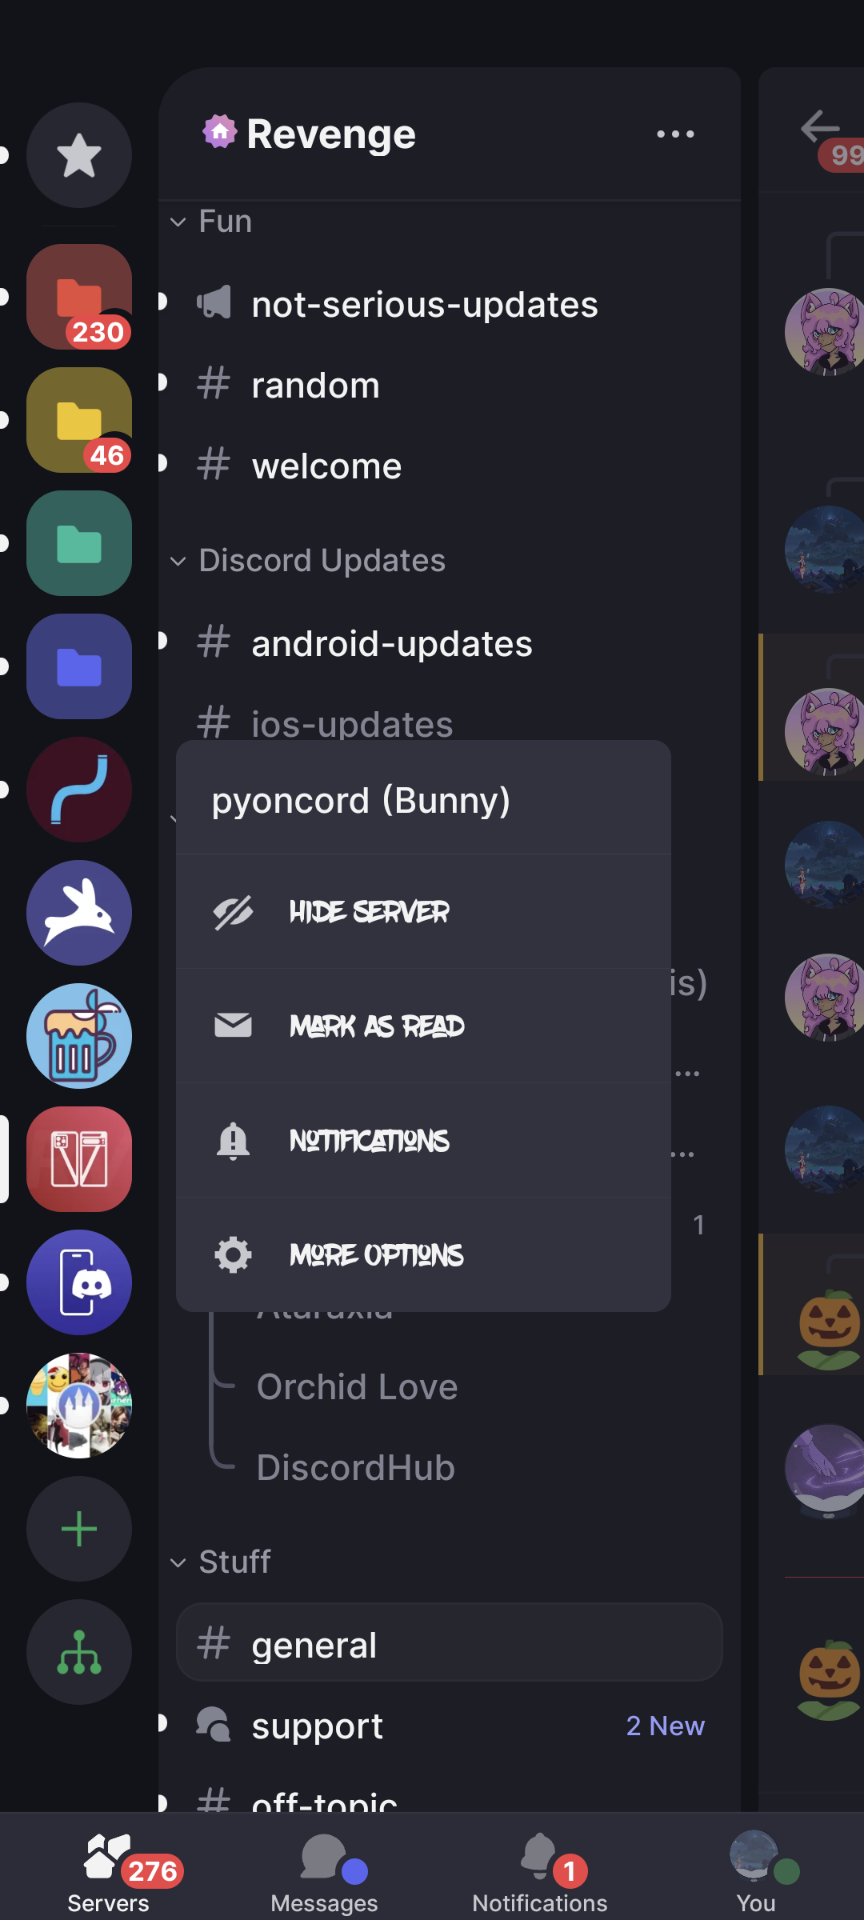 Revenge
99
Fun
not-serious-updates
230
random
46
welcome
Discord Updates
android-updates
ios-updates
pyoncord (Bunny)
HIDE SERVER
is)
MARK AS READ
...
NOTIFICATIONS
...
1
MORE OPTIONS
Ataraxia
Orchid Love
DiscordHub
Stuff
general
support
2 New
off-topic
276
1
Servers
Messages
Notifications
You